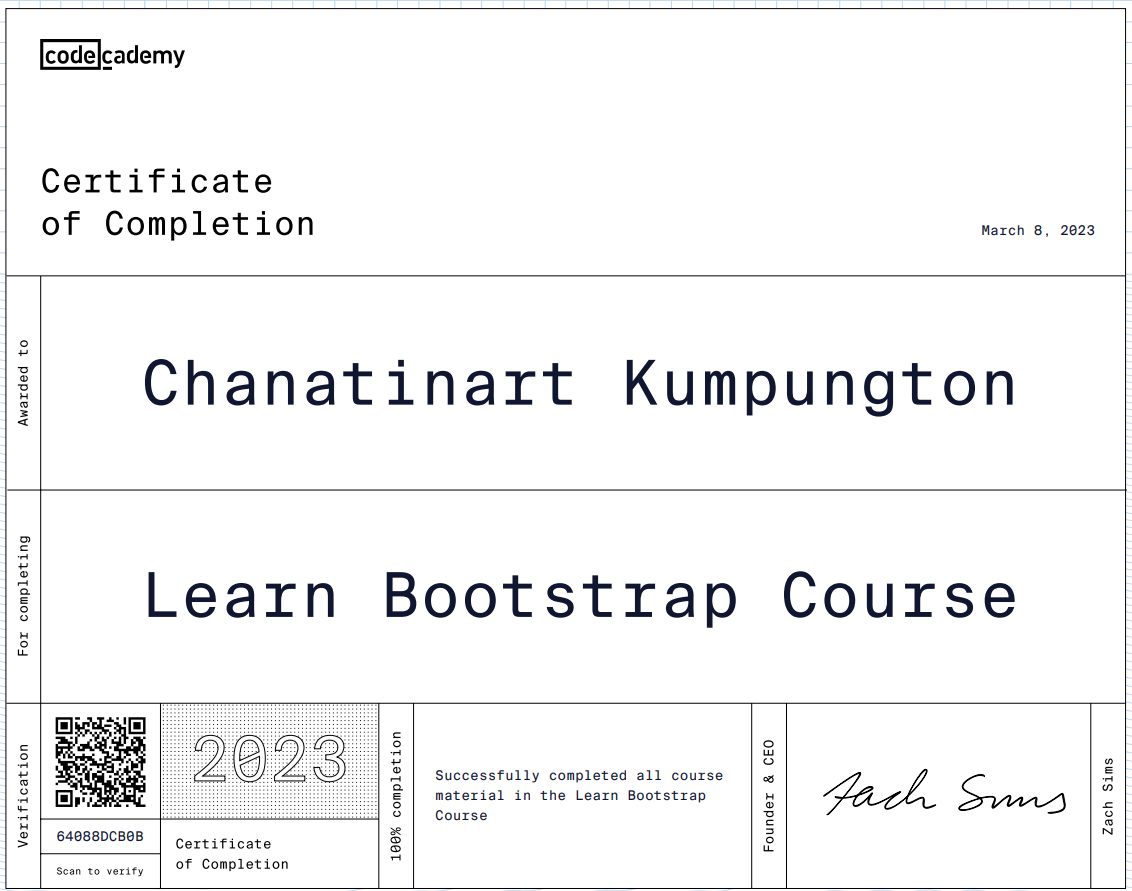 codecademy
Certificate
of Completion
March 8, 2023
Awarded to
Chanatinart Kumpungton
For completing
Learn Bootstrap Course
Verification
64088DCB0B
Scan to verify
2023
Certificate
of Completion
100% completion
Successfully completed all course
material in the Learn Bootstrap
Course
Founder & CEO
Zach Sims
Zach Sims